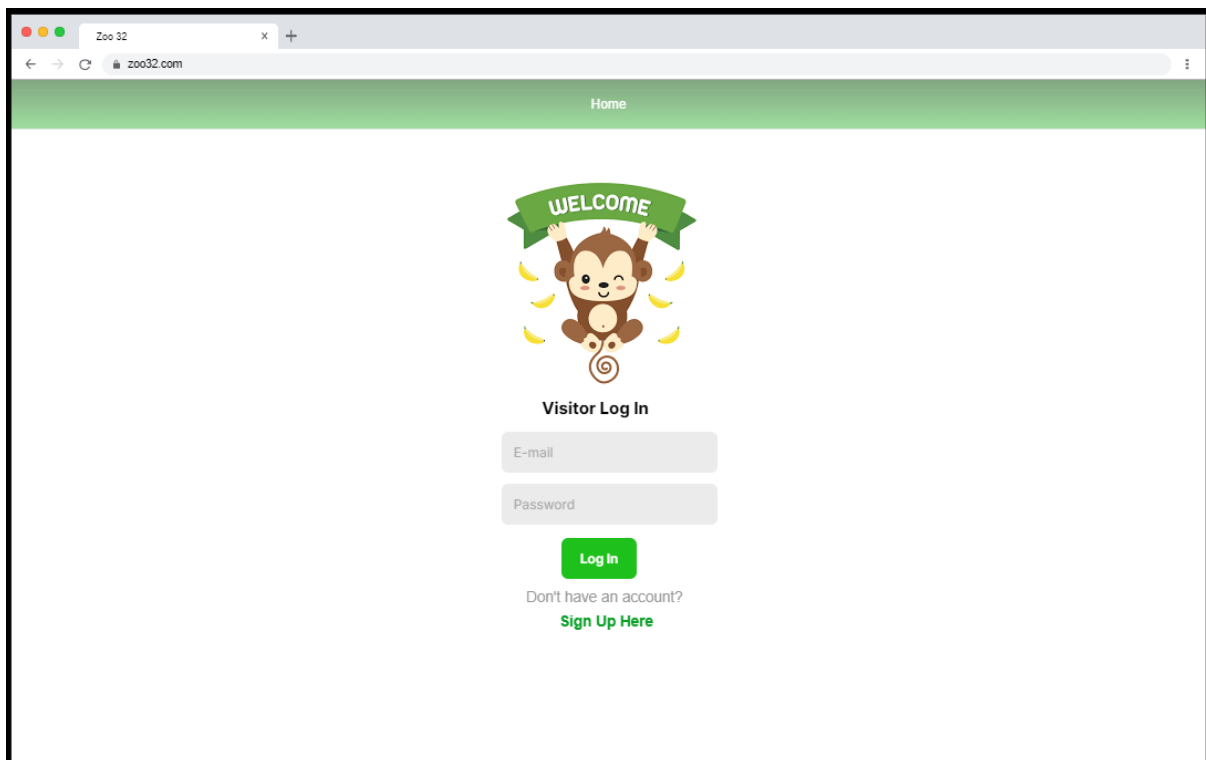 Zoo 32
zoo32.com
Home
WELCOME
Visitor Log In
E-mail
Password
Log In
Don't have an account?
Sign Up Here